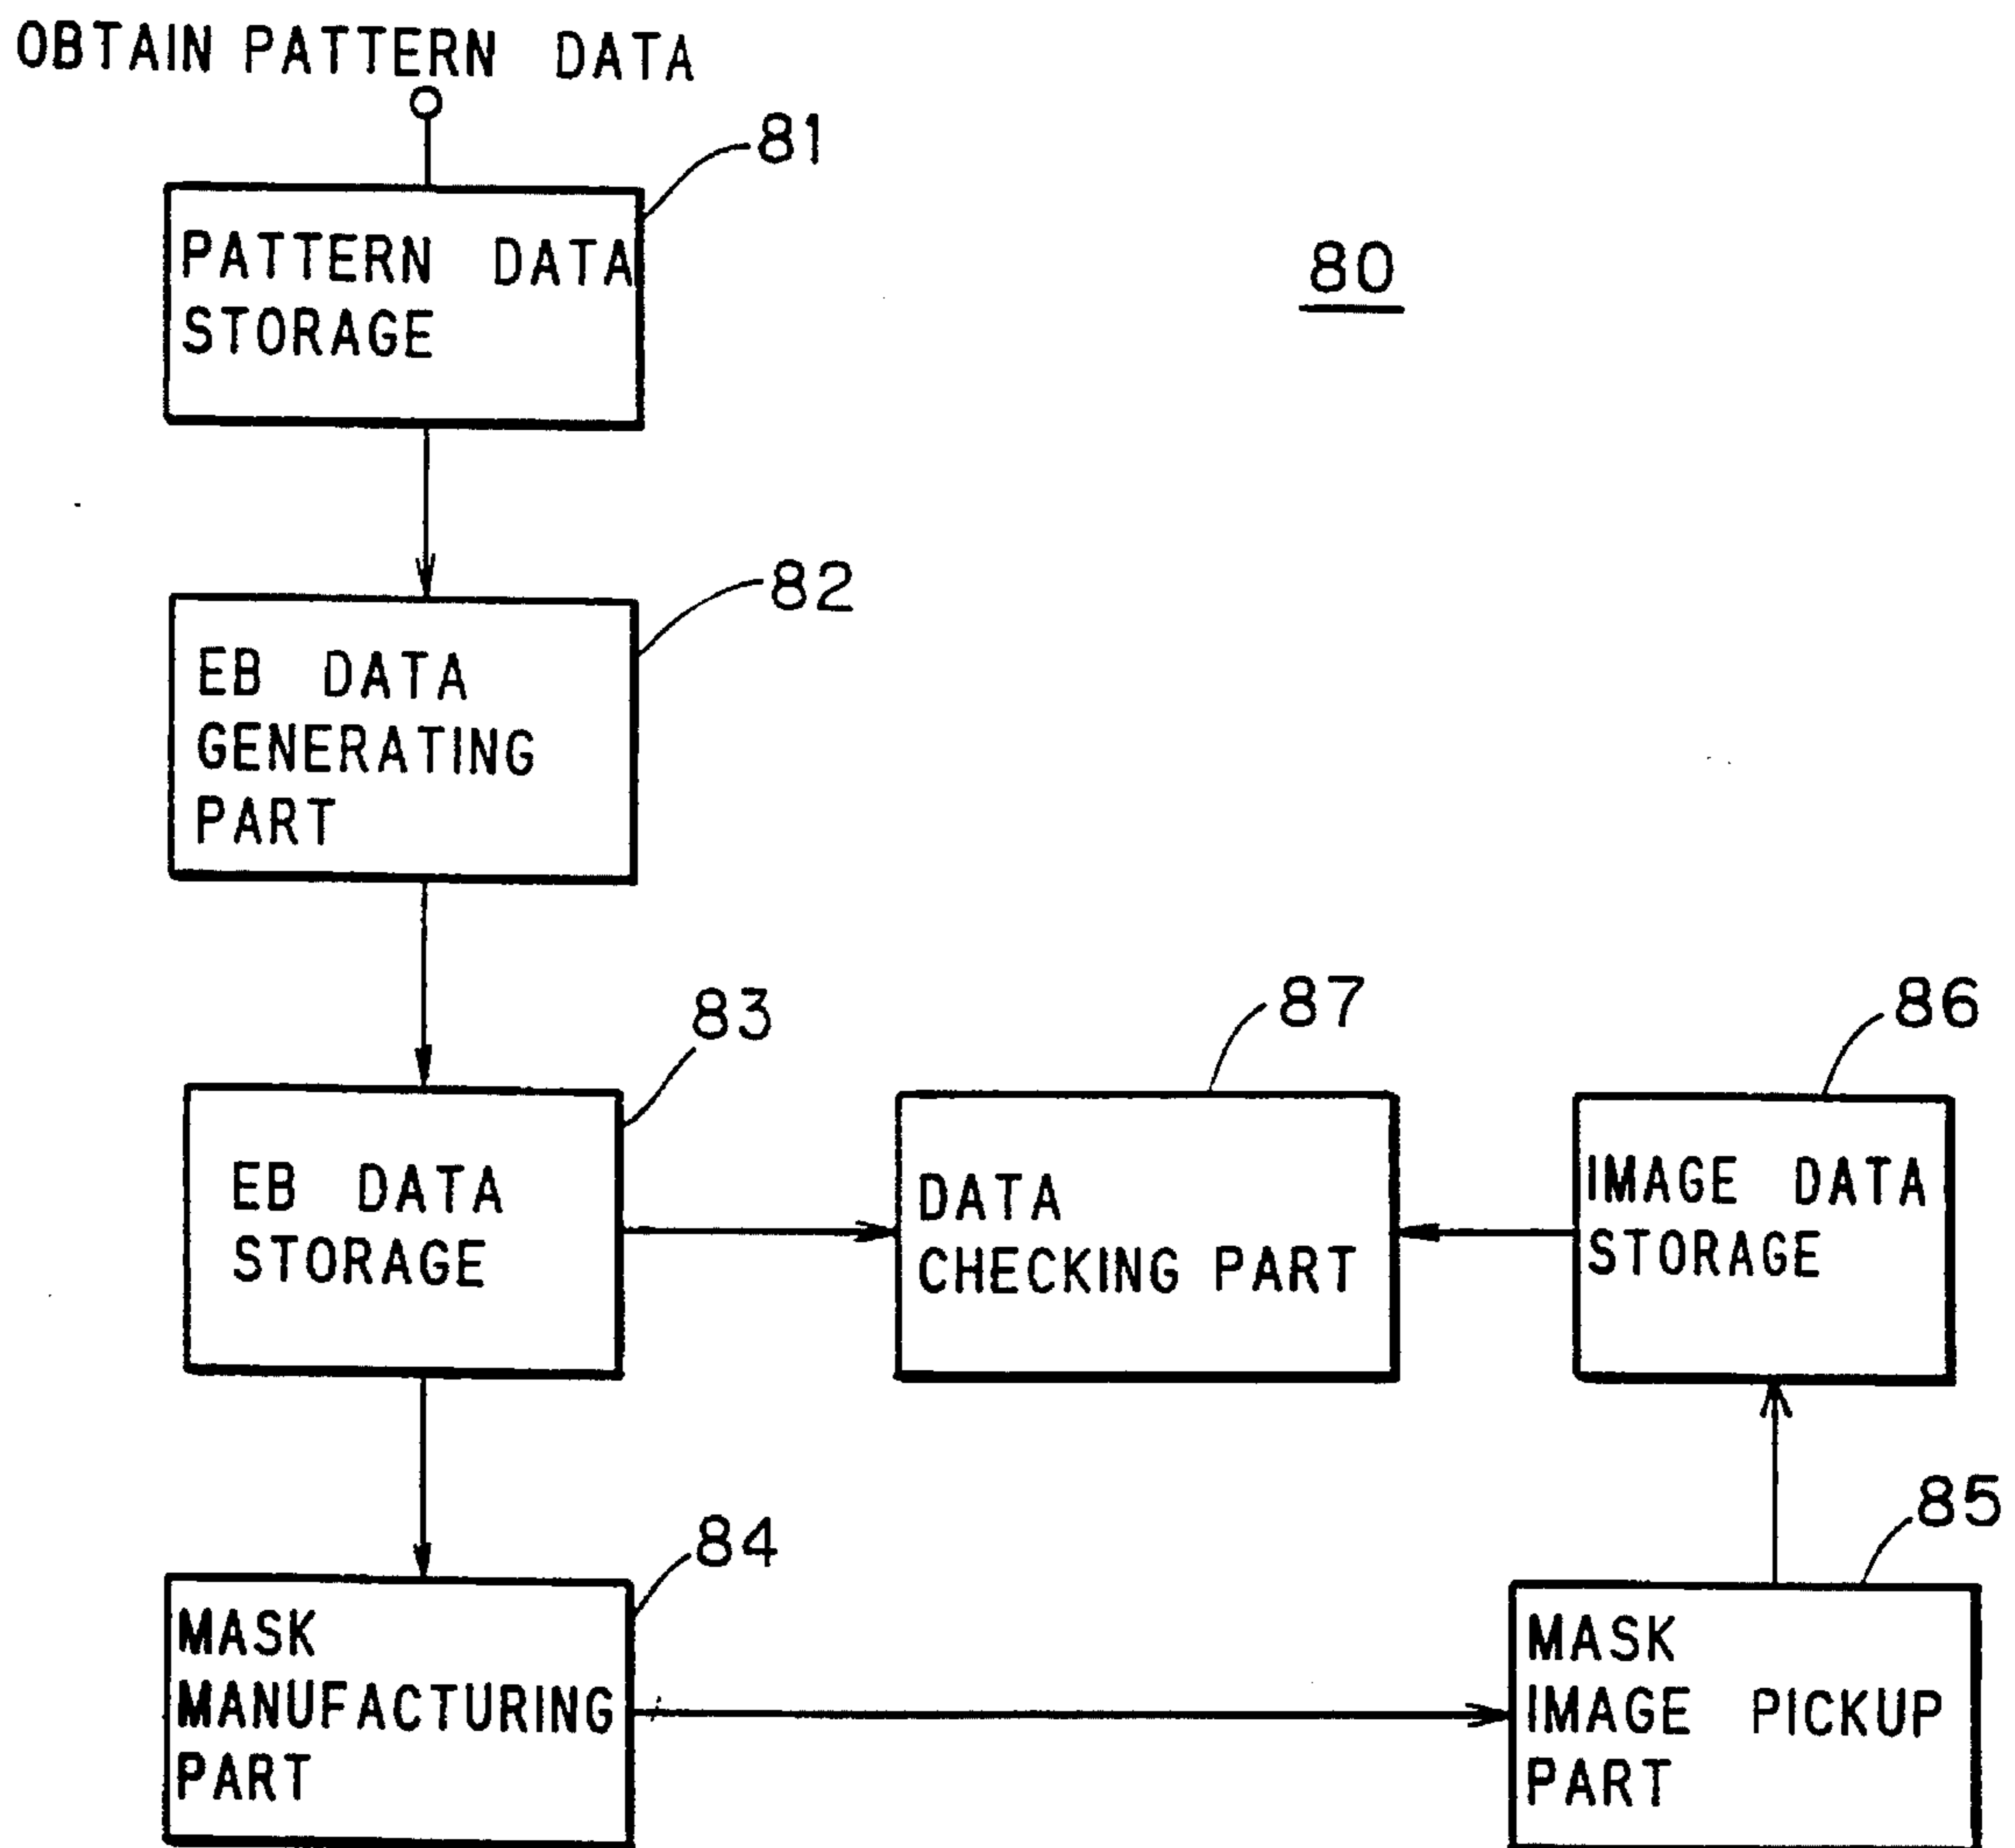 OBTAIN PATTERN DATA
81
PATTERN DATA
STORAGE
80
82
EB DATA
GENERATING
PART
83
EB DATA
STORAGE
87
DATA
CHECKING PART
86
IMAGE DATA
STORAGE
84
MASK
MANUFACTURING
PART
85
MASK
IMAGE PICKUP
PART